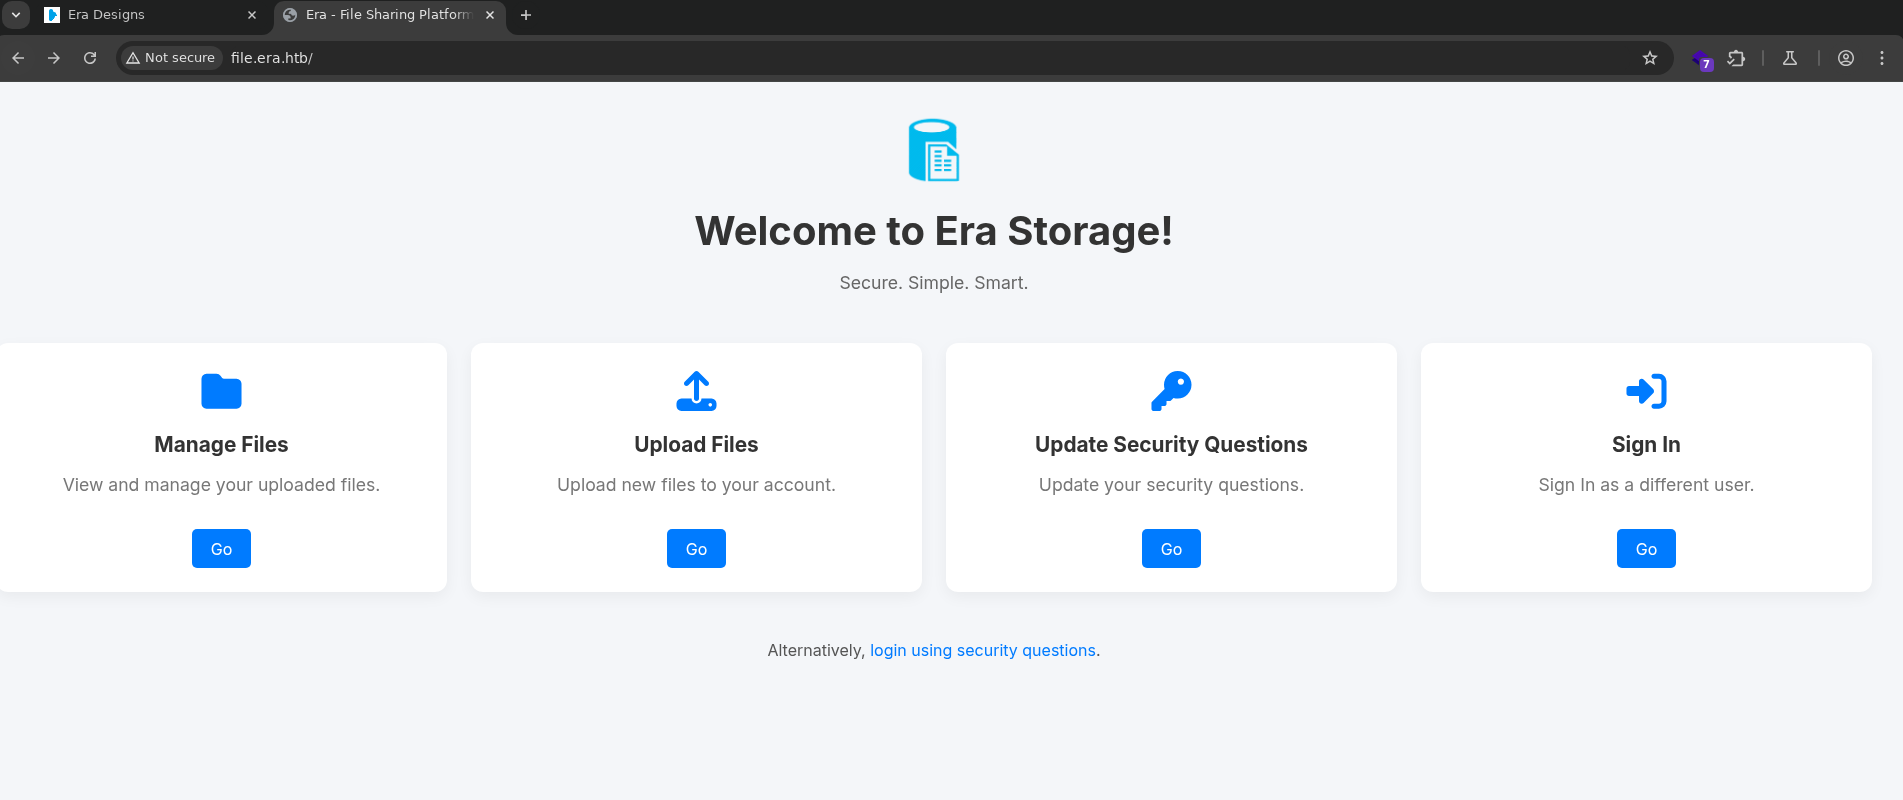 Era Designs
Era - File Sharing Platform
Not secure
file.era.htb/
7
Welcome to Era Storage!
Secure. Simple. Smart.
Manage Files
View and manage your uploaded files.
Go
Upload Files
Upload new files to your account.
Go
Update Security Questions
Update your security questions.
Go
Sign In
Sign In as a different user.
Go
Alternatively, login using security questions.